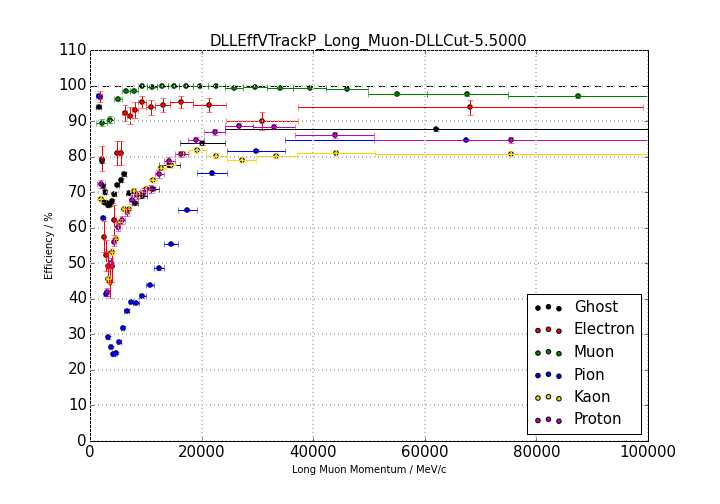 DLLEffVTrackP_Long_Muon-DLLCut-5.5000
110
100
90
80
70
60
50
40
30
20
10
0
Efficiency / %
0 20000 40000 60000 80000 100000
Long Muon Momentum / MeV/c
Ghost
Electron
Muon
Pion
Kaon
Proton